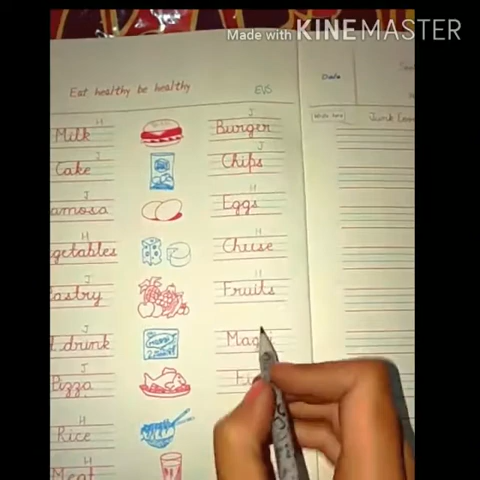 Made with KINEMASTER
Eat healthy be healthy EVS
H J
Milk Burger
J J
Cake Chips
J H
amosa Eggs
H H
getables Cheese
J H
astry Fruits
J
drink Mag
J
Pizza
H
Rice
H
Meat
Date